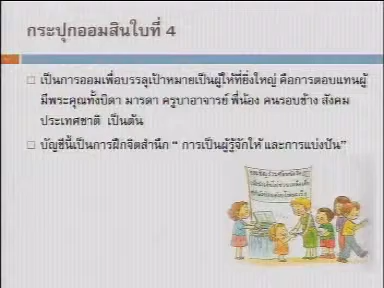 กระปุกออมสินใบที่ 4
เป็นการออมเพื่อบรรลุเป้าหมายเป็นผู้ให้ที่ยิ่งใหญ่ คือการตอบแทนผู้
มีพระคุณทั้งบิดา มารดา ครูบาอาจารย์ พี่น้อง คนรอบข้าง สังคม
ประเทศชาติ เป็นต้น
บัญชีนี้เป็นการฝึกจิตสำนึก “ การเป็นผู้รู้จักให้ และการแบ่งปัน”